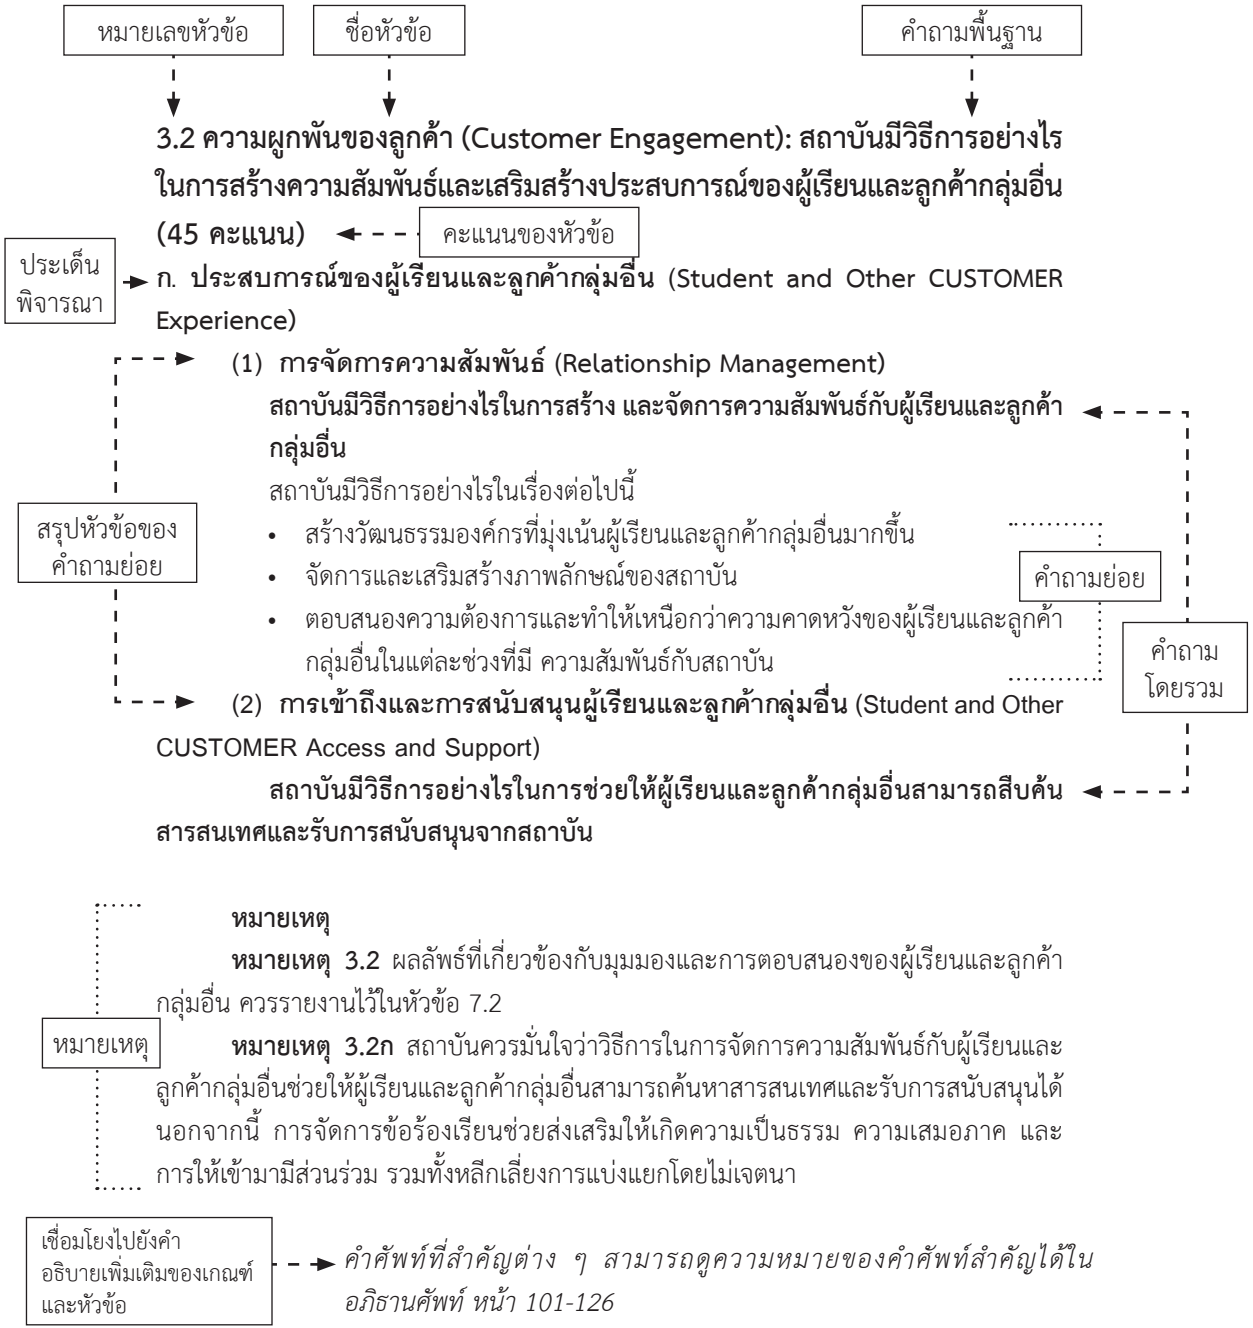 หมายเลขหัวข้อ
ชื่อหัวข้อ
คำถามพื้นฐาน
3.2 ความผูกพันของลูกค้า (Customer Engagement): สถาบันมีวิธีการอย่างไร
ในการสร้างความสัมพันธ์และเสริมสร้างประสบการณ์ของผู้เรียนและลูกค้ากลุ่มอื่น
(45 คะแนน)
คะแนนของหัวข้อ
ประเด็น
พิจารณา
ก. ประสบการณ์ของผู้เรียนและลูกค้ากลุ่มอื่น (Student and Other CUSTOMER
Experience)
(1) การจัดการความสัมพันธ์ (Relationship Management)
สถาบันมีวิธีการอย่างไรในการสร้าง และจัดการความสัมพันธ์กับผู้เรียนและลูกค้า
กลุ่มอื่น
สถาบันมีวิธีการอย่างไรในเรื่องต่อไปนี้
สรุปหัวข้อของ
คำถามย่อย
• สร้างวัฒนธรรมองค์กรที่มุ่งเน้นผู้เรียนและลูกค้ากลุ่มอื่นมากขึ้น
• จัดการและเสริมสร้างภาพลักษณ์ของสถาบัน
คำถามย่อย
• ตอบสนองความต้องการและทำให้เหนือกว่าความคาดหวังของผู้เรียนและลูกค้า
กลุ่มอื่นในแต่ละช่วงที่มี ความสัมพันธ์กับสถาบัน
คำถาม
โดยรวม
(2) การเข้าถึงและการสนับสนุนผู้เรียนและลูกค้ากลุ่มอื่น (Student and Other
CUSTOMER Access and Support)
สถาบันมีวิธีการอย่างไรในการช่วยให้ผู้เรียนและลูกค้ากลุ่มอื่นสามารถสืบค้น
สารสนเทศและรับการสนับสนุนจากสถาบัน
หมายเหตุ
หมายเหตุ 3.2 ผลลัพธ์ที่เกี่ยวข้องกับมุมมองและการตอบสนองของผู้เรียนและลูกค้า
กลุ่มอื่น ควรรายงานไว้ในหัวข้อ 7.2
หมายเหตุ
หมายเหตุ 3.2ก สถาบันควรมั่นใจว่าวิธีการในการจัดการความสัมพันธ์กับผู้เรียนและ
ลูกค้ากลุ่มอื่นช่วยให้ผู้เรียนและลูกค้ากลุ่มอื่นสามารถค้นหาสารสนเทศและรับการสนับสนุนได้
นอกจากนี้ การจัดการข้อร้องเรียนช่วยส่งเสริมให้เกิดความเป็นธรรม ความเสมอภาค และ
การให้เข้ามามีส่วนร่วม รวมทั้งหลีกเลี่ยงการแบ่งแยกโดยไม่เจตนา
เชื่อมโยงไปยังคำ
อธิบายเพิ่มเติมของเกณฑ์
และหัวข้อ
คำศัพท์ที่สำคัญต่าง ๆ สามารถดูความหมายของคำศัพท์สำคัญได้ใน
อภิธานศัพท์ หน้า 101-126